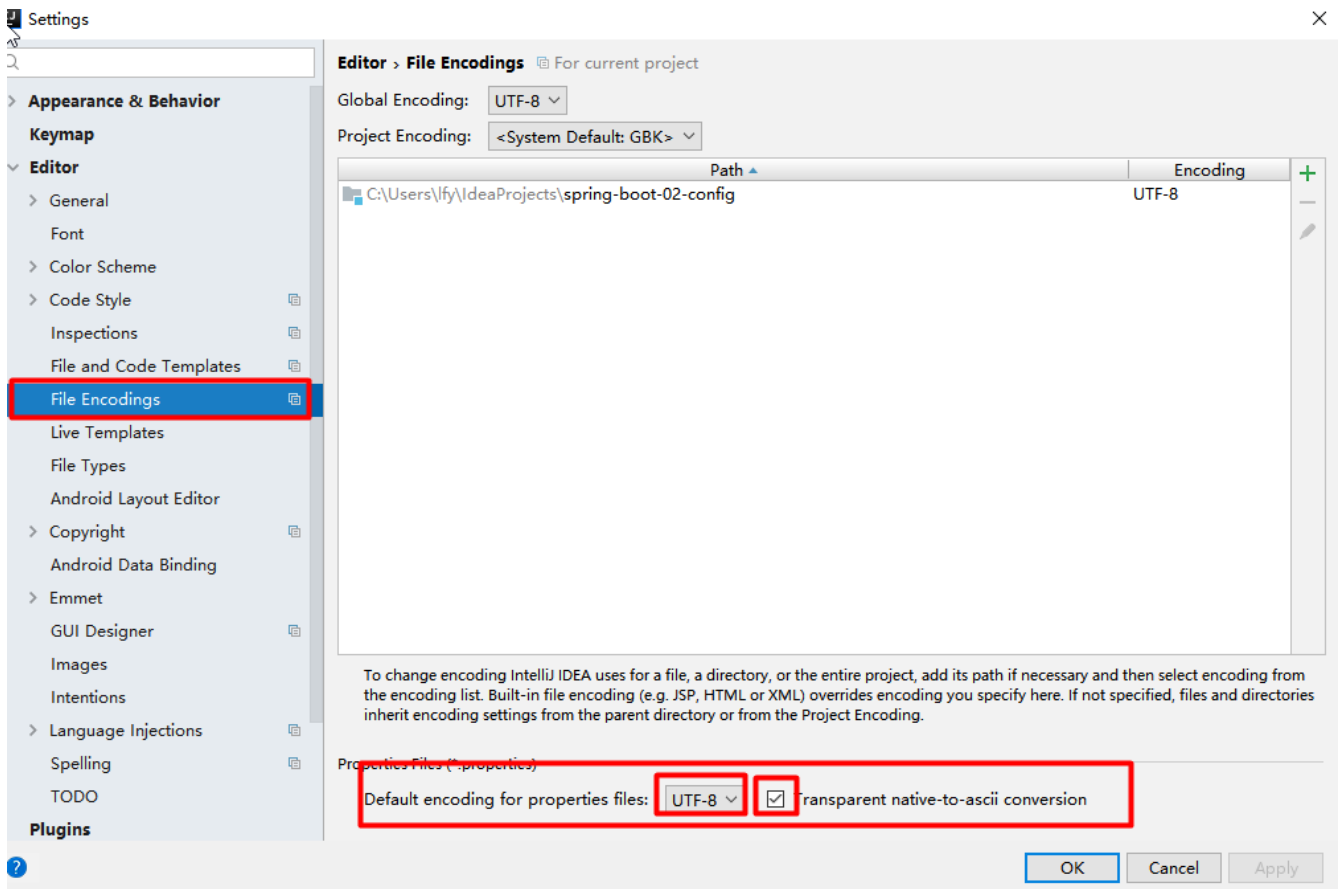 Settings
Appearance & Behavior
Keymap
Editor
General
Font
Color Scheme
Code Style
Inspections
File and Code Templates
File Encodings
Live Templates
File Types
Android Layout Editor
Copyright
Android Data Binding
Emmet
GUI Designer
Images
Intentions
Language Injections
Spelling
TODO
Plugins
Editor › File Encodings For current project
Global Encoding: UTF-8
Project Encoding: <System Default: GBK>
Path Encoding
C:\Users\lfy\IdeaProjects\spring-boot-02-config UTF-8
To change encoding IntelliJ IDEA uses for a file, a directory, or the entire project, add its path if necessary and then select encoding from
the encoding list. Built-in file encoding (e.g. JSP, HTML or XML) overrides encoding you specify here. If not specified, files and directories
inherit encoding settings from the parent directory or from the Project Encoding.
Properties Files (*.properties)
Default encoding for properties files: UTF-8 Transparent native-to-ascii conversion
OK Cancel Apply